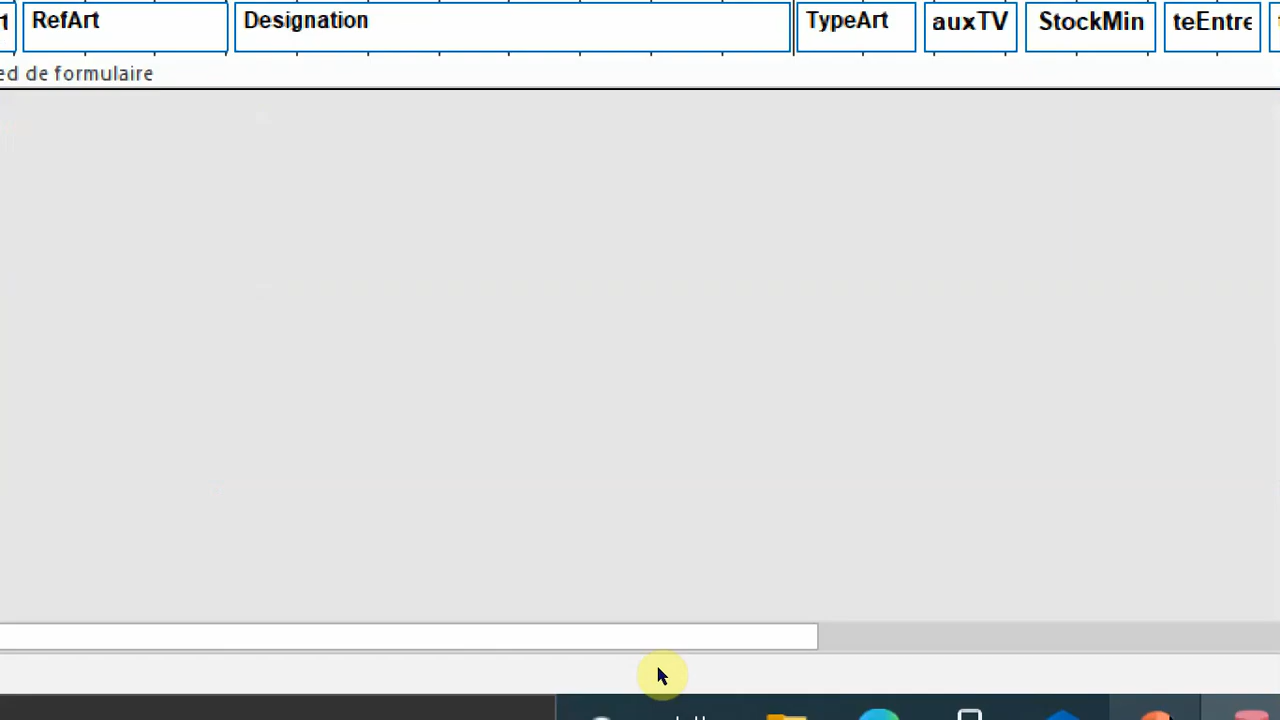 RefArt Designation TypeArt auxTV StockMin teEntre
ed de formulaire